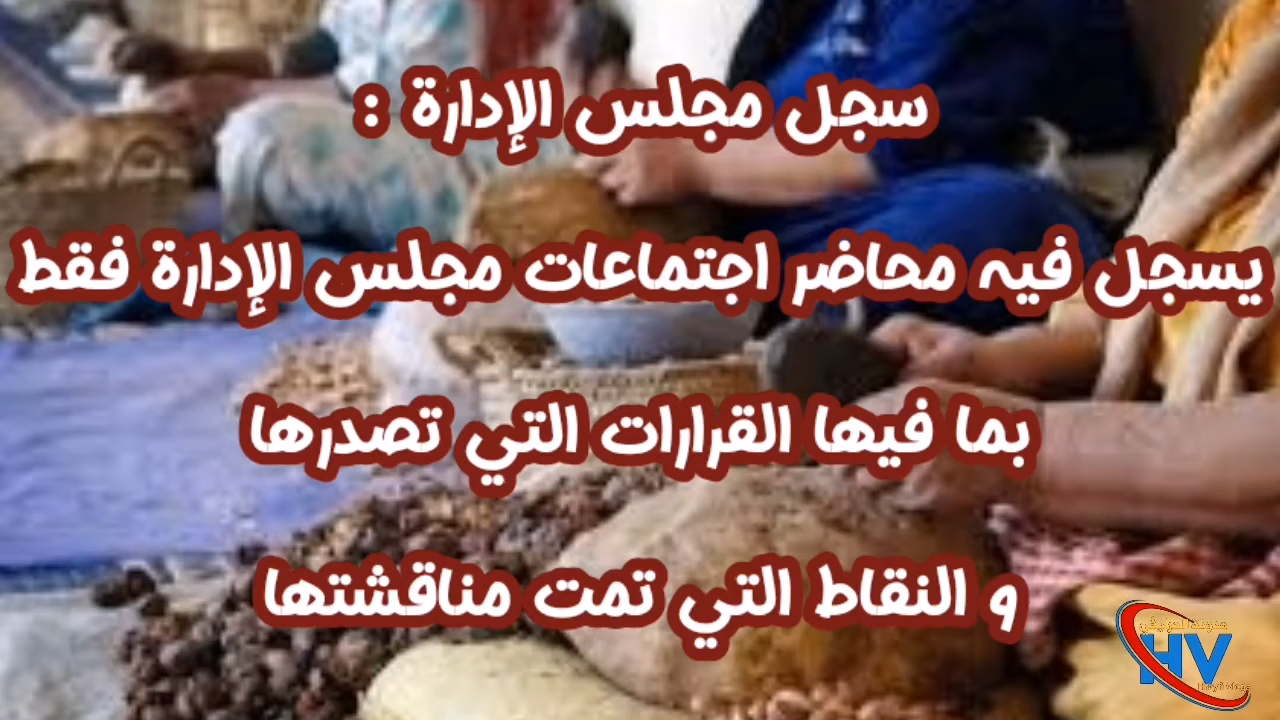 سجل مجلس الإدارة :
يسجل فيه محاضر اجتماعات مجلس الإدارة فقط
بما فيها القرارات التي تصدرها
و النقاط التي تمت مناقشتها
HV